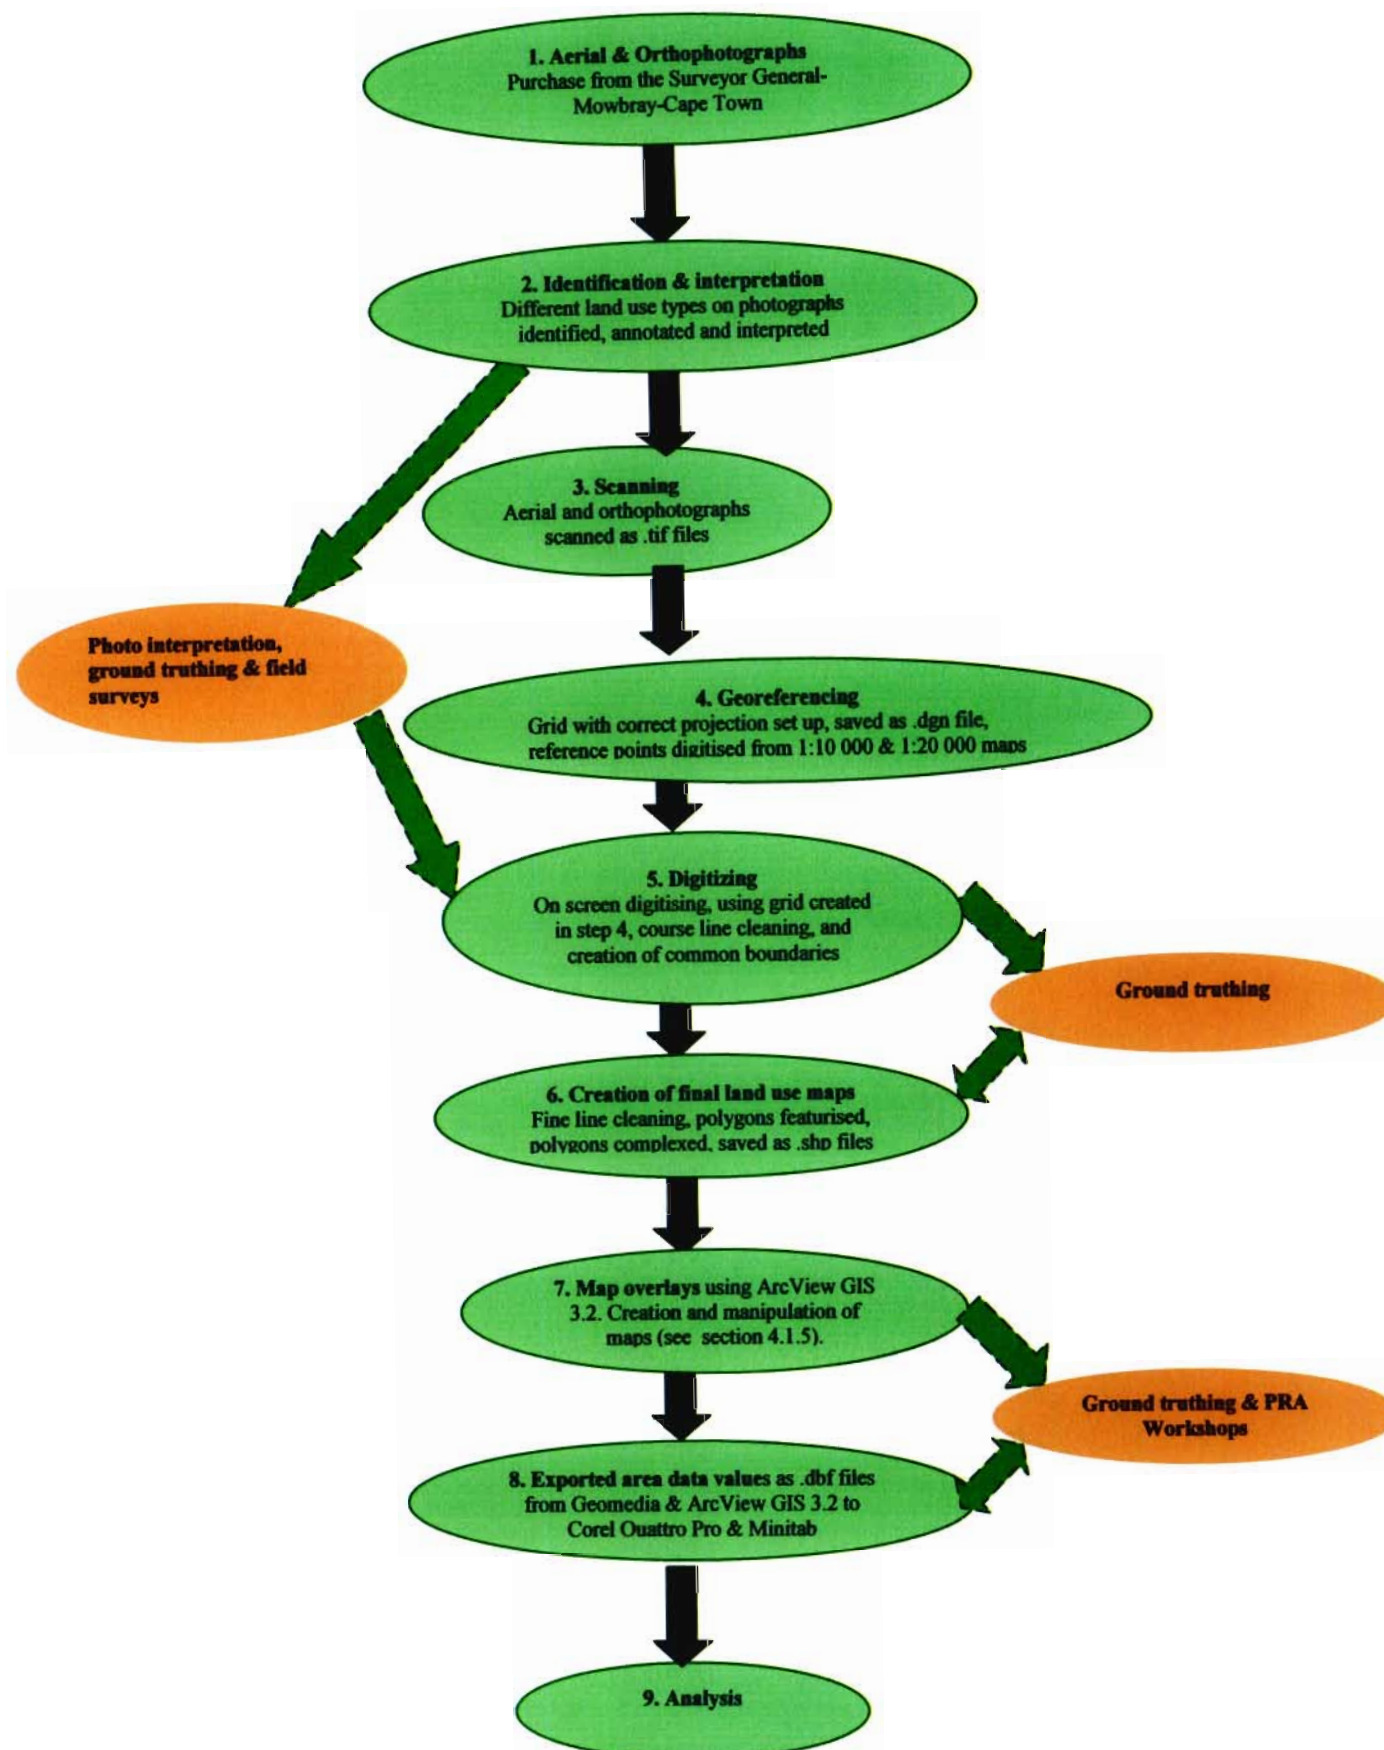 1. Aerial & Orthophotographs
Purchase from the Surveyor General-
Mowbray-Cape Town
2. Identification & interpretation
Different land use types on photographs
identified, annotated and interpreted
3. Scanning
Aerial and orthophotographs
scanned as .tif files
Photo interpretation,
ground truthing & field
surveys
4. Georeferencing
Grid with correct projection set up, saved as .dgn file,
reference points digitised from 1:10 000 & 1:20 000 maps
5. Digitizing
On screen digitising, using grid created
in step 4, course line cleaning, and
creation of common boundaries
Ground truthing
6. Creation of final land use maps
Fine line cleaning, polygons featurised,
polygons complexed, saved as .shp files
7. Map overlays using ArcView GIS
3.2. Creation and manipulation of
maps (see section 4.1.5).
Ground truthing & PRA
Workshops
8. Exported area data values as .dbf files
from Geomedia & ArcView GIS 3.2 to
Corel Quattro Pro & Minitab
9. Analysis